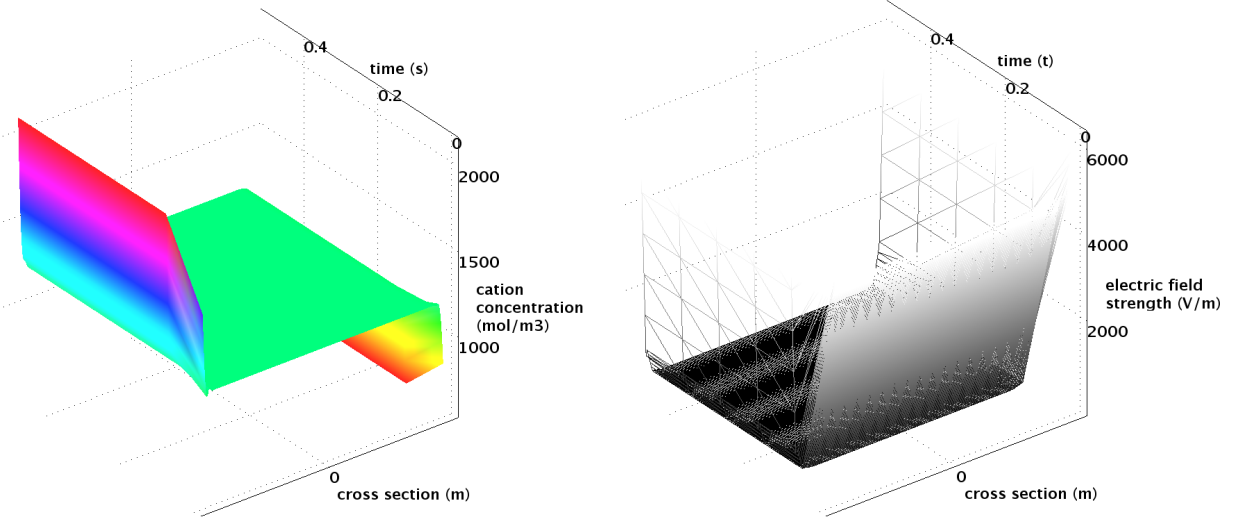 0.4
time (s)
0.2
0
2000
1500
cation
concentration
(mol/m3)
1000
0
cross section (m)
0.4
time (t)
0.2
0
6000
4000
electric field
strength (V/m)
2000
0
cross section (m)